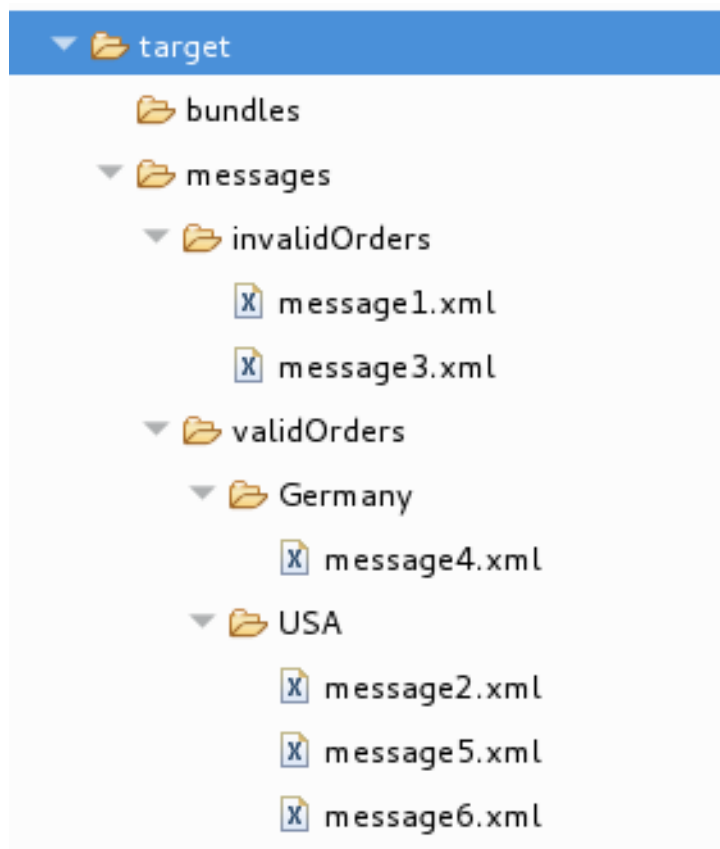 target
bundles
messages
invalidOrders
message1.xml
message3.xml
validOrders
Germany
message4.xml
USA
message2.xml
message5.xml
message6.xml